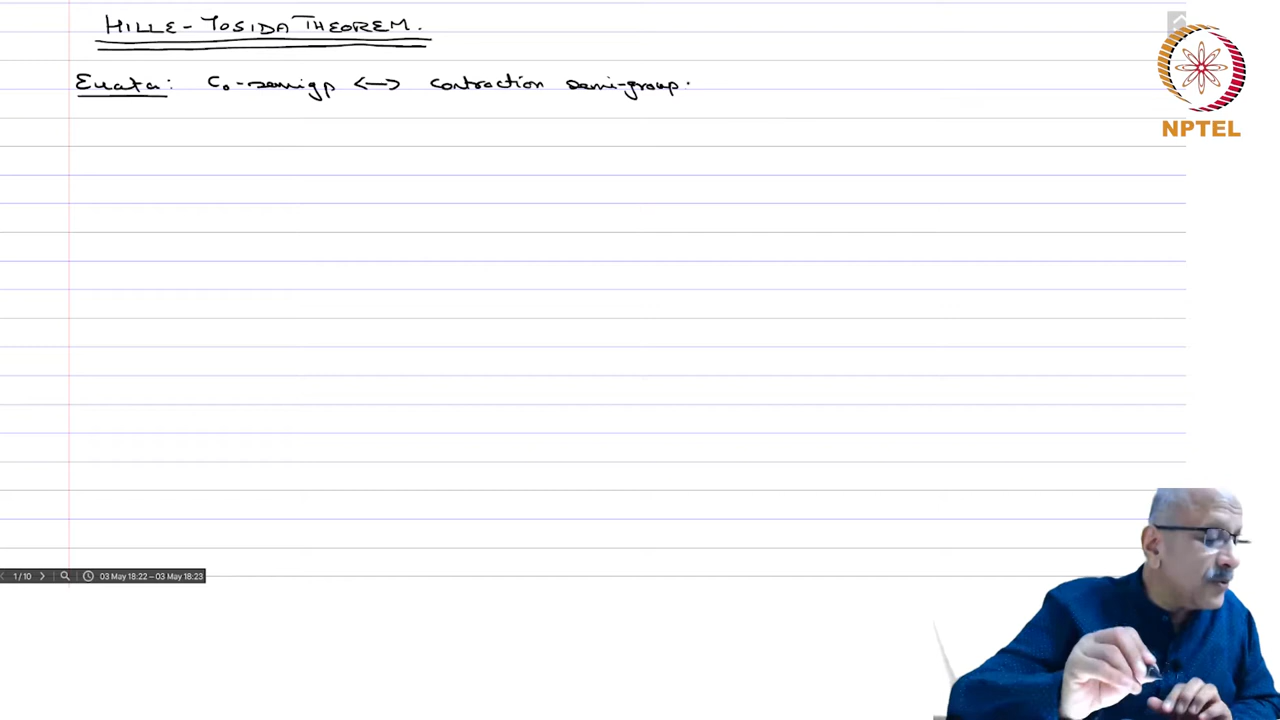 HILLE-YOSIDA THEOREM.
Errata: C₀-semigp ↔ contraction semi-group.
NPTEL
1/10 03 May 18:22 – 03 May 18:23